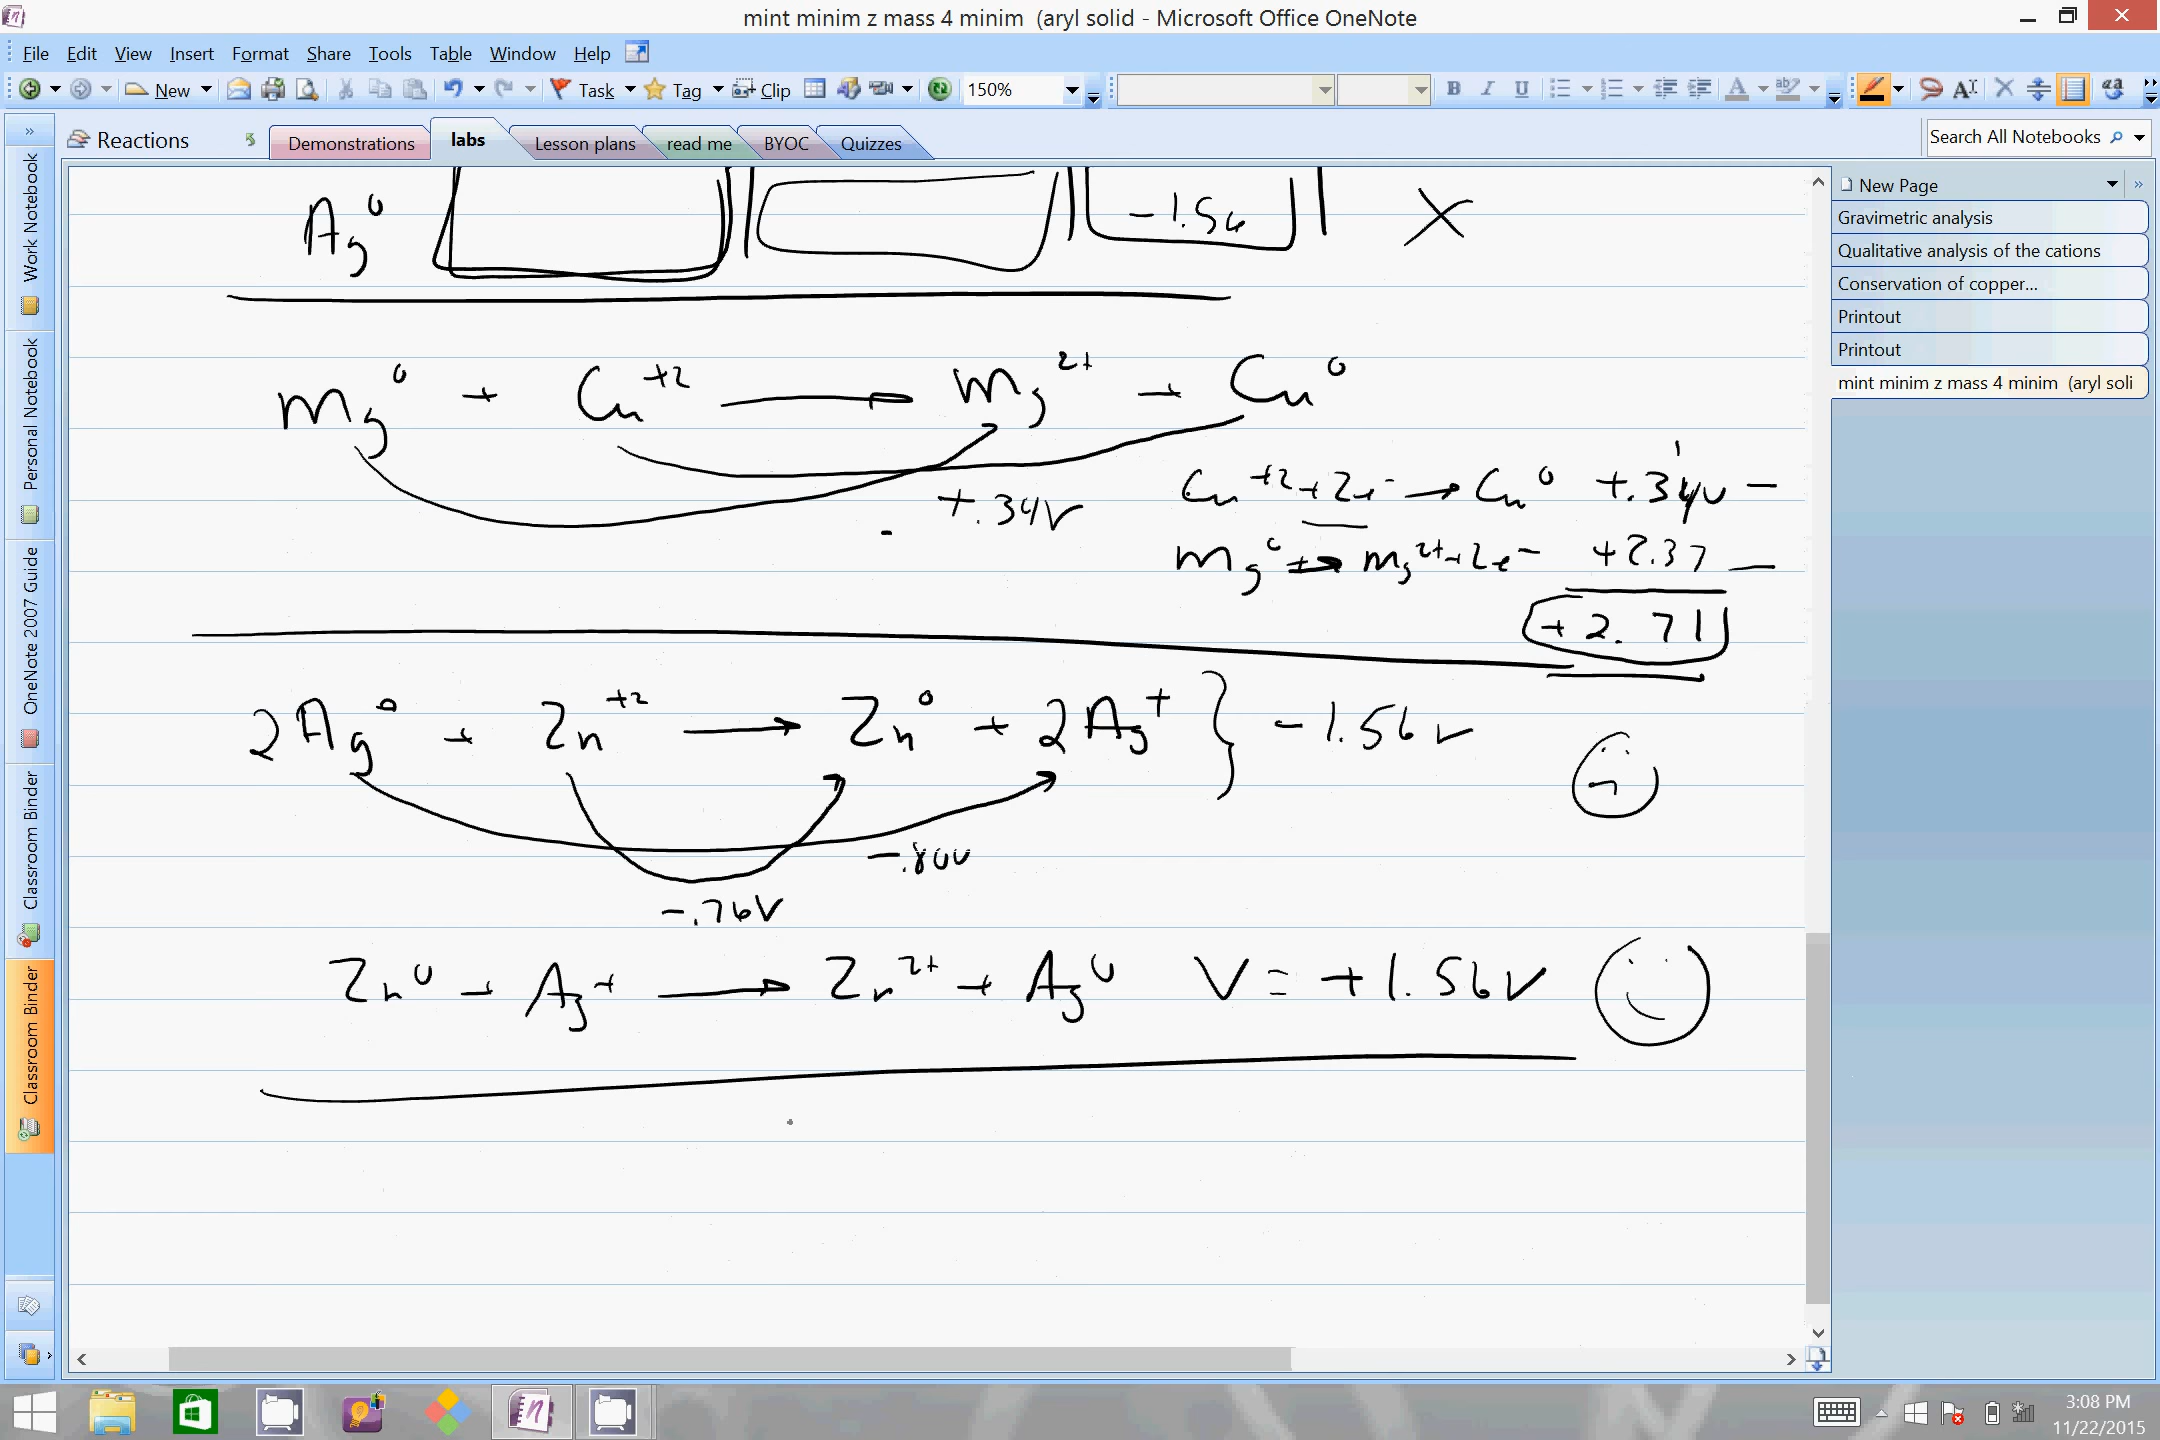 mint minim z mass 4 minim (aryl solid - Microsoft Office OneNote
File Edit View Insert Format Share Tools Table Window Help
New Task Tag Clip 150% B I U
Reactions Demonstrations labs Lesson plans read me BYOC Quizzes Search All Notebooks
New Page
Gravimetric analysis
Qualitative analysis of the cations
Conservation of copper...
Printout
Printout
mint minim z mass 4 minim (aryl soli
Work Notebook
Personal Notebook
OneNote 2007 Guide
Classroom Binder
Classroom Binder
Ag⁰ -1.56 X
Mg⁰ + Cu⁺² → Mg²⁺ + Cu⁰
+.34V
Cu⁺² + 2e⁻ → Cu⁰ +.34V
Mg⁰ → Mg²⁺ + 2e⁻ +2.37
+2.71
2Ag⁰ + Zn⁺² → Zn⁰ + 2Ag⁺ } -1.56V
-.80V
-.76V
Zn⁰ + Ag⁺ → Zn²⁺ + Ag⁰ V = +1.56V
3:08 PM
11/22/2015